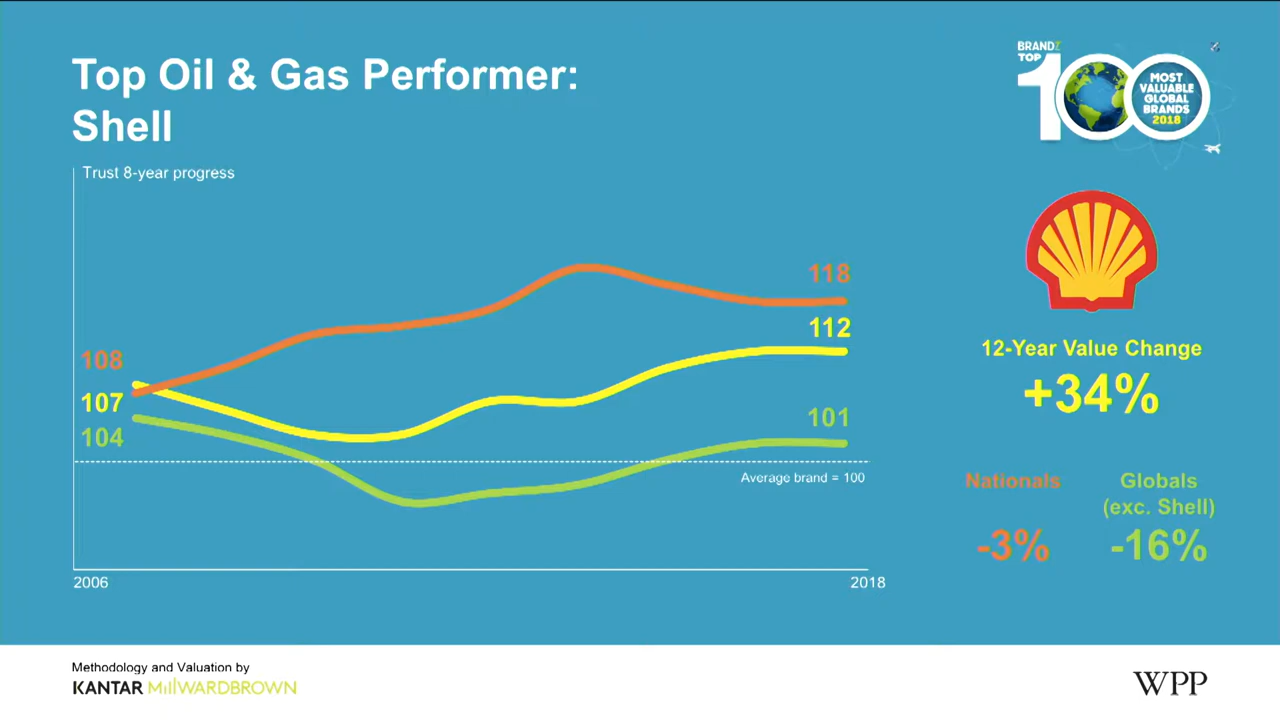 Top Oil & Gas Performer:
Shell
BRANDZ
TOP
100
MOST
VALUABLE
GLOBAL
BRANDS
2018
Trust 8-year progress
118
112
108
107
104
101
Average brand = 100
2006
2018
12-Year Value Change
+34%
Nationals
-3%
Globals
(exc. Shell)
-16%
Methodology and Valuation by
KANTAR MillWARDBROWN
WPP